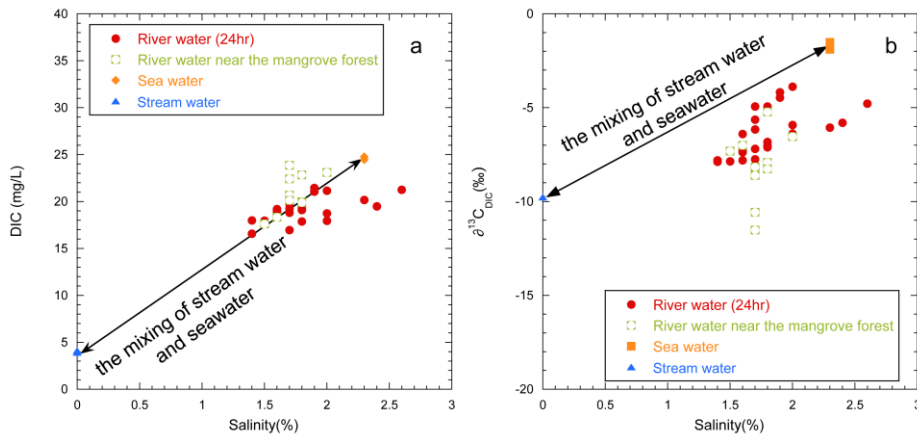 40
35
30
25
20
15
10
5
0
DIC (mg/L)
River water (24hr)
River water near the mangrove forest
Sea water
Stream water
a
the mixing of stream water
and seawater
0
0.5
1
1.5
2
2.5
3
Salinity(%)
0
-5
-10
-15
-20
∂¹³C_DIC(‰)
b
the mixing of stream water
and seawater
River water (24hr)
River water near the mangrove forest
Sea water
Stream water
0
0.5
1
1.5
2
2.5
3
Salinity(%)